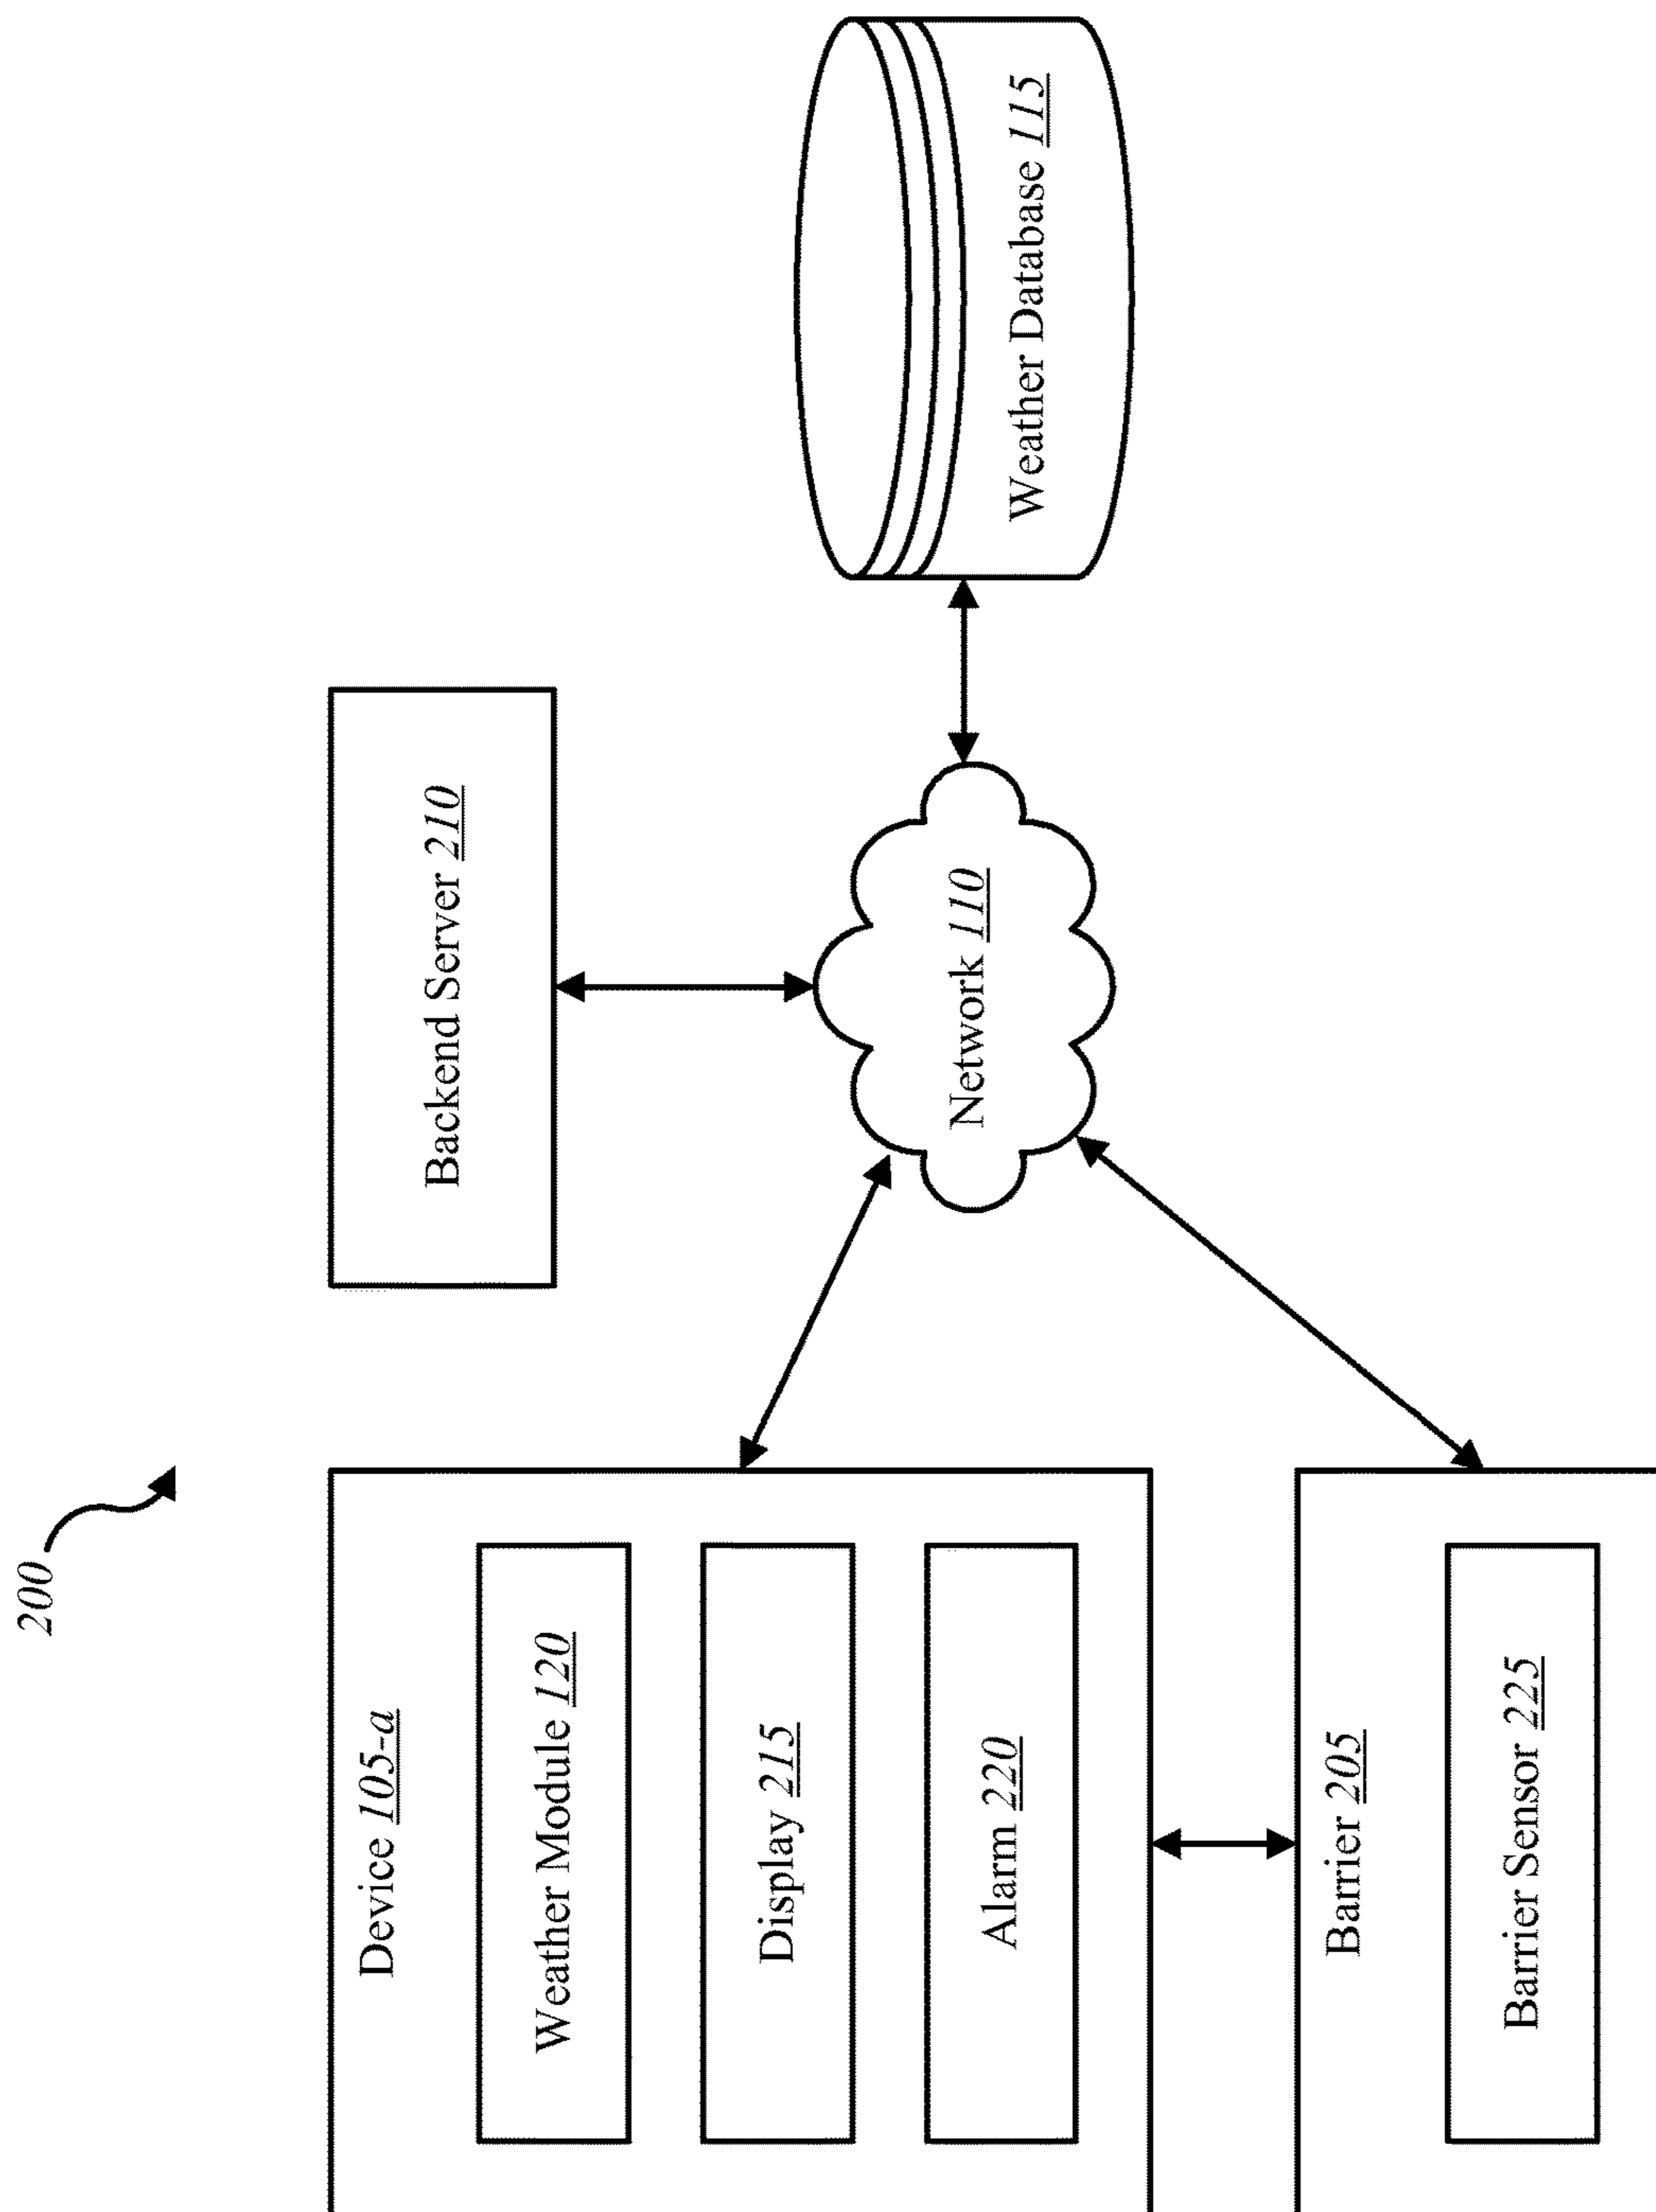 200
Device 105-a
Weather Module 120
Display 215
Alarm 220
Barrier 205
Barrier Sensor 225
Backend Server 210
Network 110
Weather Database 115